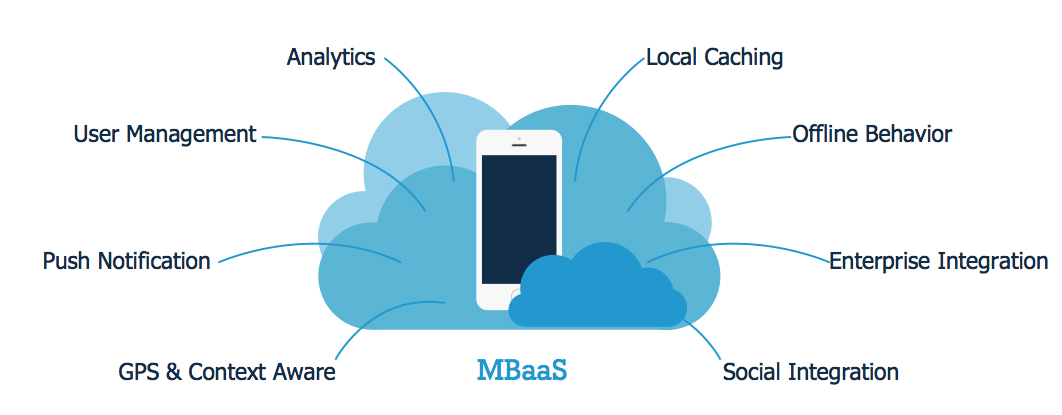 Analytics
Local Caching
User Management
Offline Behavior
Push Notification
Enterprise Integration
GPS & Context Aware
MBaaS
Social Integration